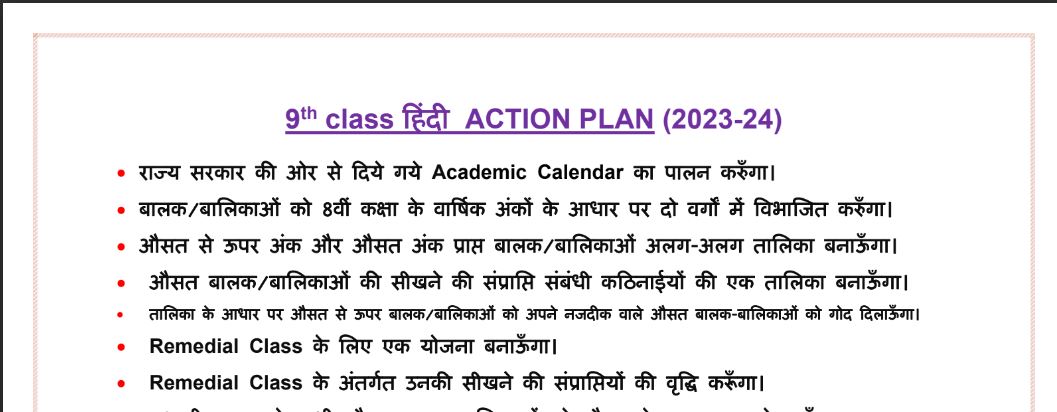 9th class हिंदी ACTION PLAN (2023-24)
• राज्य सरकार की ओर से दिये गये Academic Calendar का पालन करुँगा।
• बालक/बालिकाओं को 8वीं कक्षा के वार्षिक अंकों के आधार पर दो वर्गों में विभाजित करुँगा।
• औसत से ऊपर अंक और औसत अंक प्राप्त बालक/बालिकाओं अलग-अलग तालिका बनाऊँगा।
• औसत बालक/बालिकाओं की सीखने की संप्राप्ति संबंधी कठिनाईयों की एक तालिका बनाऊँगा।
• तालिका के आधार पर औसत से ऊपर बालक/बालिकाओं को अपने नजदीक वाले औसत बालक-बालिकाओं को गोद दिलाऊँगा।
• Remedial Class के लिए एक योजना बनाऊँगा।
• Remedial Class के अंतर्गत उनकी सीखने की संप्राप्तियों की वृद्धि करूँगा।